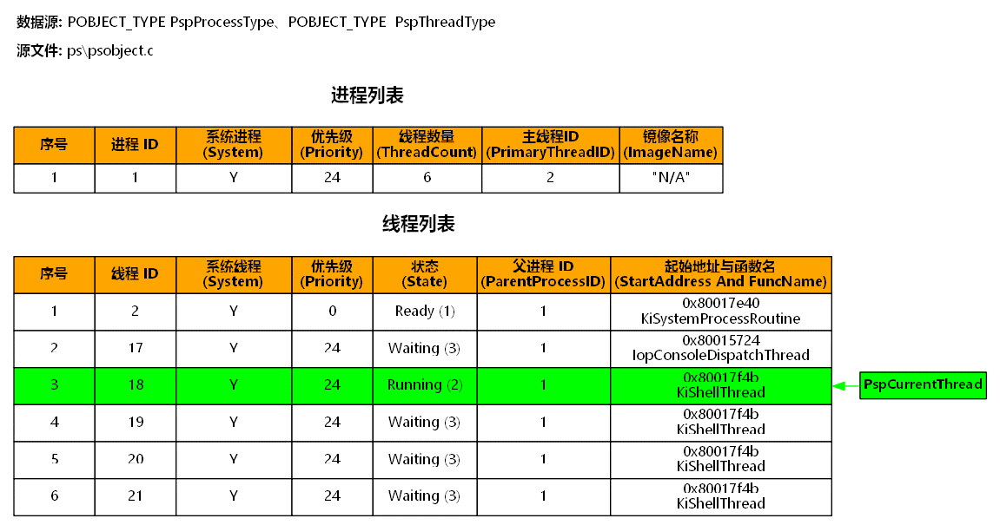 数据源: POBJECT_TYPE PspProcessType、POBJECT_TYPE  PspThreadType
源文件: ps\psobject.c
进程列表
序号 进程 ID 系统进程 (System) 优先级 (Priority) 线程数量 (ThreadCount) 主线程ID (PrimaryThreadID) 镜像名称 (ImageName)
1 1 Y 24 6 2 "N/A"
线程列表
序号 线程 ID 系统线程 (System) 优先级 (Priority) 状态 (State) 父进程 ID (ParentProcessID) 起始地址与函数名 (StartAddress And FuncName)
1 2 Y 0 Ready (1) 1 0x80017e40 KiSystemProcessRoutine
2 17 Y 24 Waiting (3) 1 0x80015724 IopConsoleDispatchThread
3 18 Y 24 Running (2) 1 0x80017f4b KiShellThread PspCurrentThread
4 19 Y 24 Waiting (3) 1 0x80017f4b KiShellThread
5 20 Y 24 Waiting (3) 1 0x80017f4b KiShellThread
6 21 Y 24 Waiting (3) 1 0x80017f4b KiShellThread